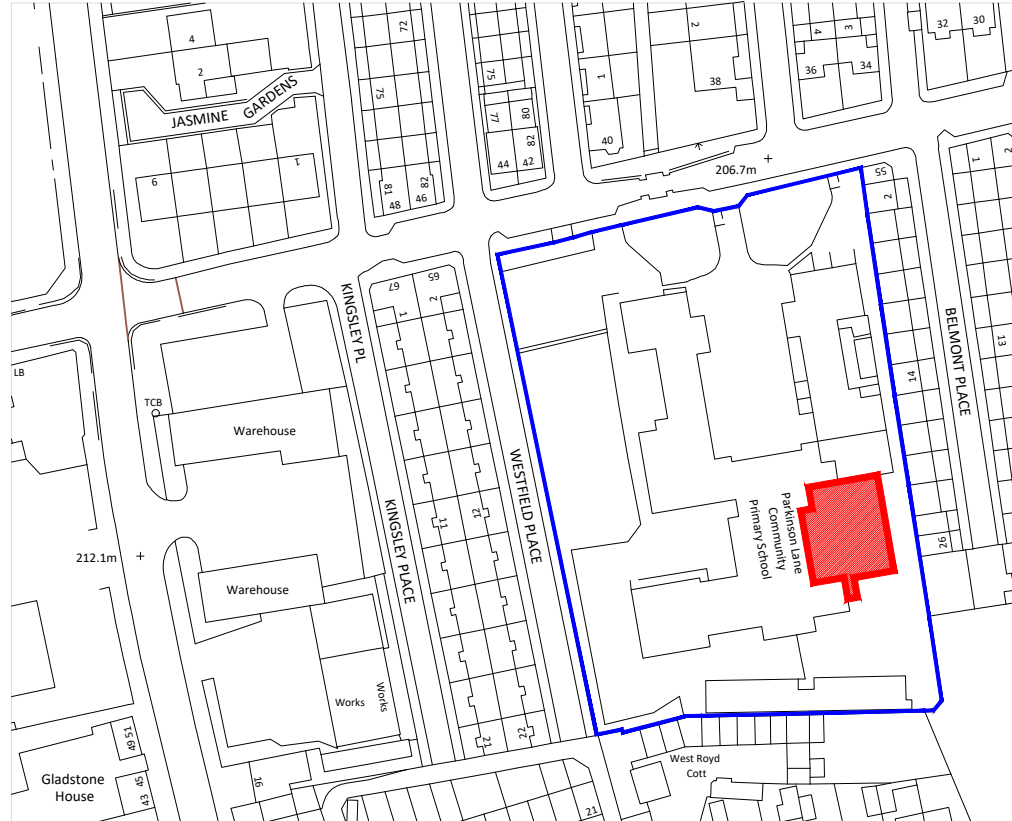 4
2
JASMINE GARDENS
9
1
72
75
81
82
48
46
75
77
80
82
44
42
1
40
2
38
4
3
36
34
32
30
206.7m
55
2
1
2
13
14
26
BELMONT PLACE
KINGSLEY PL
67
65
1
2
11
12
21
22
KINGSLEY PLACE
WESTFIELD PLACE
LB
TCB
Warehouse
212.1m
Warehouse
Works
Works
Parkinson Lane
Community
Primary School
49 51
45
43
Gladstone
House
16
West Royd
Cott
21